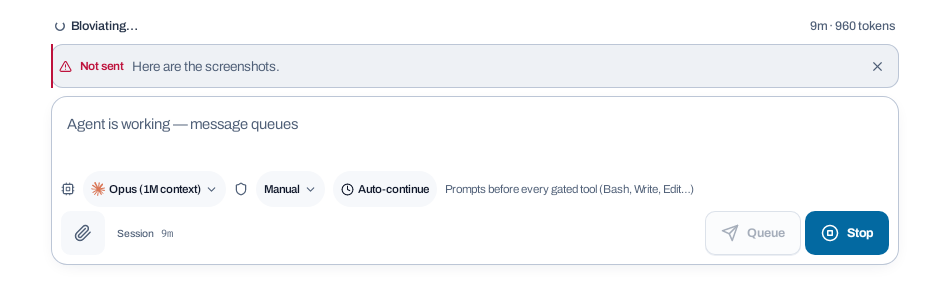 Bloviating... 9m · 960 tokens
Not sent Here are the screenshots.
Agent is working — message queues
Opus (1M context) Manual Auto-continue Prompts before every gated tool (Bash, Write, Edit...)
Session 9m Queue Stop